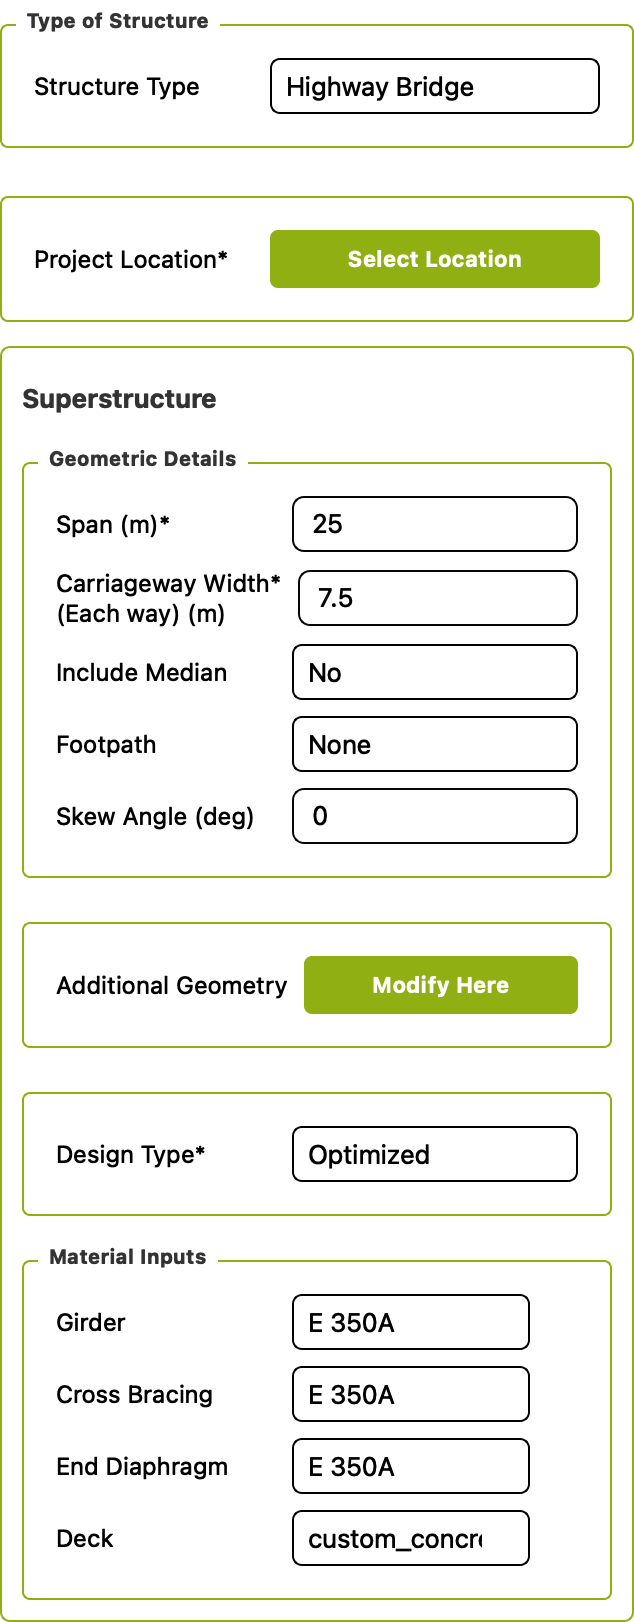 Type of Structure
Structure Type Highway Bridge
Project Location* Select Location
Superstructure
Geometric Details
Span (m)* 25
Carriageway Width*
(Each way) (m) 7.5
Include Median No
Footpath None
Skew Angle (deg) 0
Additional Geometry Modify Here
Design Type* Optimized
Material Inputs
Girder E 350A
Cross Bracing E 350A
End Diaphragm E 350A
Deck custom_concr